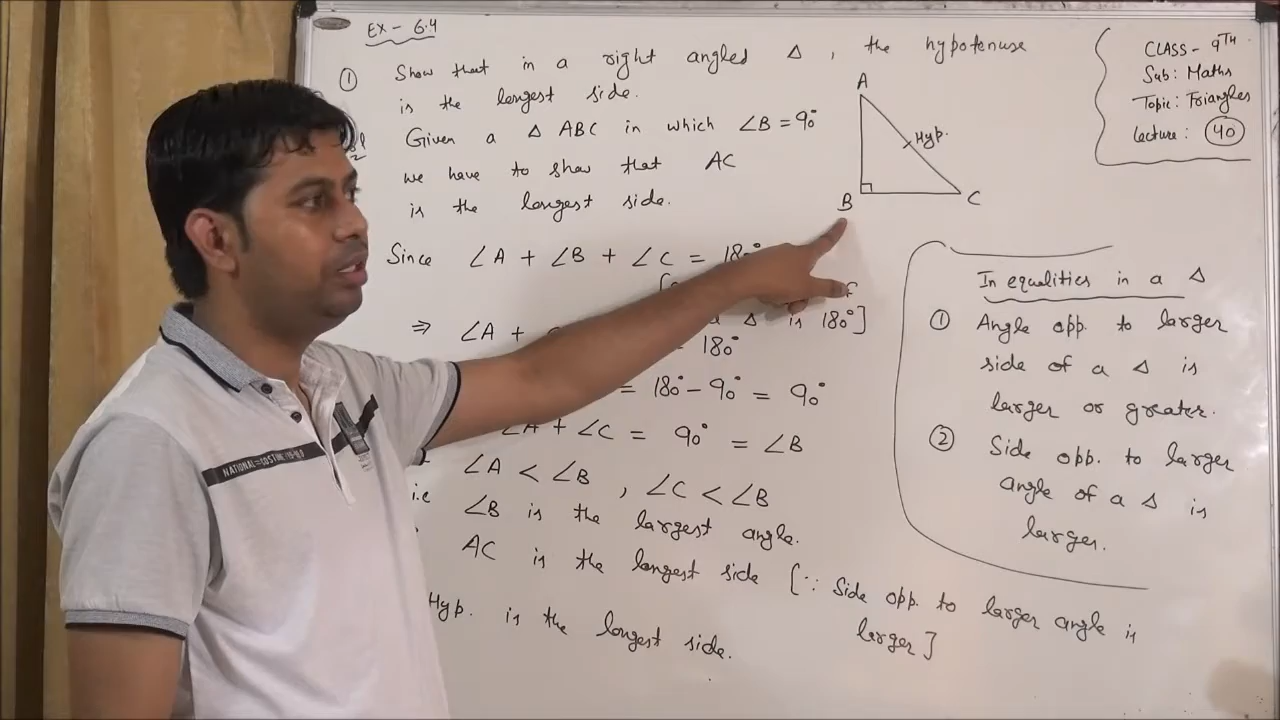 Ex - 6.4
① Show that in a right angled Δ, the hypotenuse
is the longest side.
Given a Δ ABC in which ∠B = 90°
we have to show that AC
is the longest side.
Since ∠A + ∠B + ∠C = 180°
Δ is 180°]
⇒ ∠A +
= 180°
= 180° - 90° = 90°
∠A + ∠C = 90° = ∠B
∠A < ∠B , ∠C < ∠B
i.e ∠B is the largest angle.
AC is the longest side [∵ Side opp. to larger angle is
larger]
Hyp. is the longest side.
A
Hyp.
B
C
CLASS - 9TH
Sub : Maths
Topic : Triangles
Lecture : 40
In equalities in a Δ
① Angle opp. to larger
side of a Δ is
larger or greater.
② Side opp. to larger
angle of a Δ is
larger.